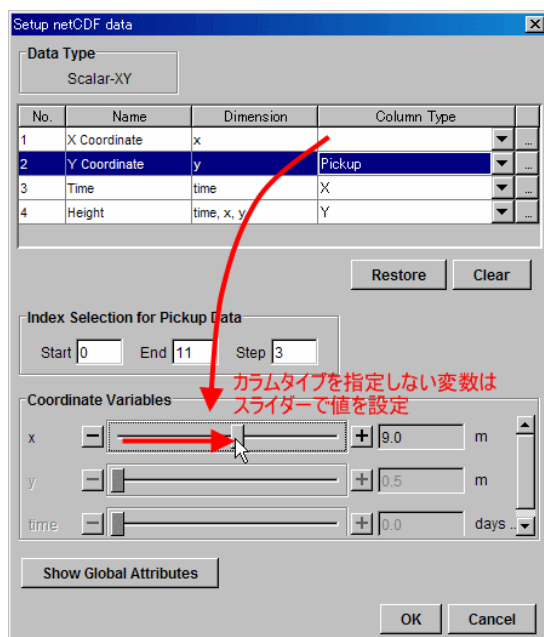 Setup netCDF data
Data Type
Scalar-XY
No. Name Dimension Column Type
1 X Coordinate x ...
2 Y Coordinate y Pickup ...
3 Time time X ...
4 Height time, x, y Y ...
Restore Clear
Index Selection for Pickup Data
Start 0 End 11 Step 3
カラムタイプを指定しない変数は
スライダーで値を設定
Coordinate Variables
x 9.0 m
y 0.5 m
time 0.0 days ..
Show Global Attributes
OK Cancel